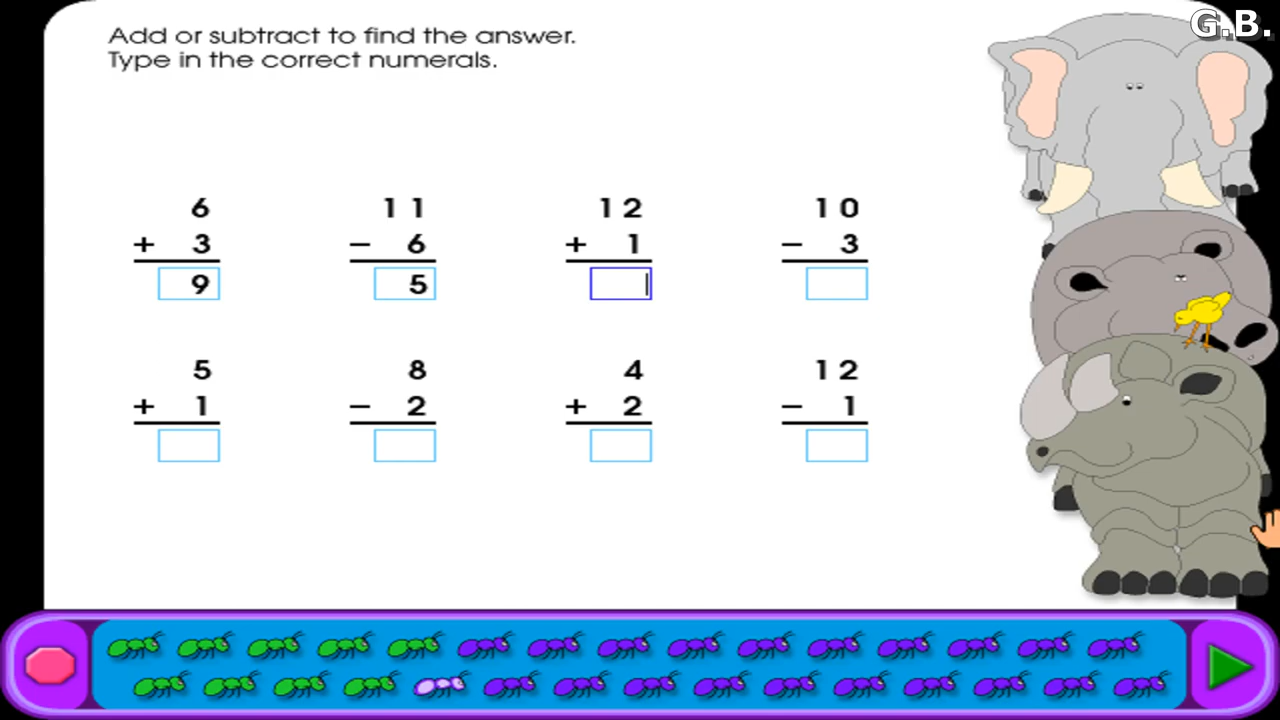 G.B.
Add or subtract to find the answer.
Type in the correct numerals.
6 11 12 10
+ 3 − 6 + 1 − 3
9 5
5 8 4 12
+ 1 − 2 + 2 − 1